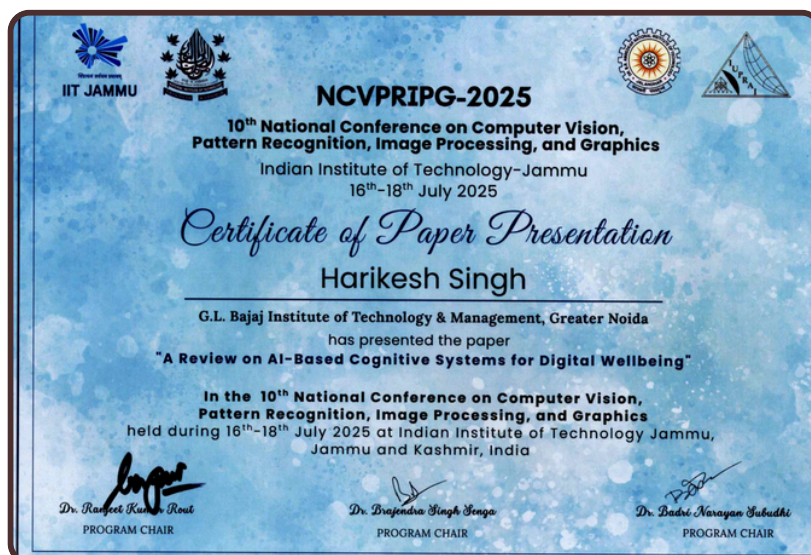 IIT JAMMU
IUPRAI
NCVPRIPG-2025
10th National Conference on Computer Vision,
Pattern Recognition, Image Processing, and Graphics
Indian Institute of Technology-Jammu
16th-18th July 2025
Certificate of Paper Presentation
Harikesh Singh
G.L. Bajaj Institute of Technology & Management, Greater Noida
has presented the paper
"A Review on AI-Based Cognitive Systems for Digital Wellbeing"
In the 10th National Conference on Computer Vision,
Pattern Recognition, Image Processing, and Graphics
held during 16th-18th July 2025 at Indian Institute of Technology Jammu,
Jammu and Kashmir, India
Dr. Ranjeet Kumar Rout
PROGRAM CHAIR
Dr. Brajendra Singh Senga
PROGRAM CHAIR
Dr. Badri Narayan Subudhi
PROGRAM CHAIR